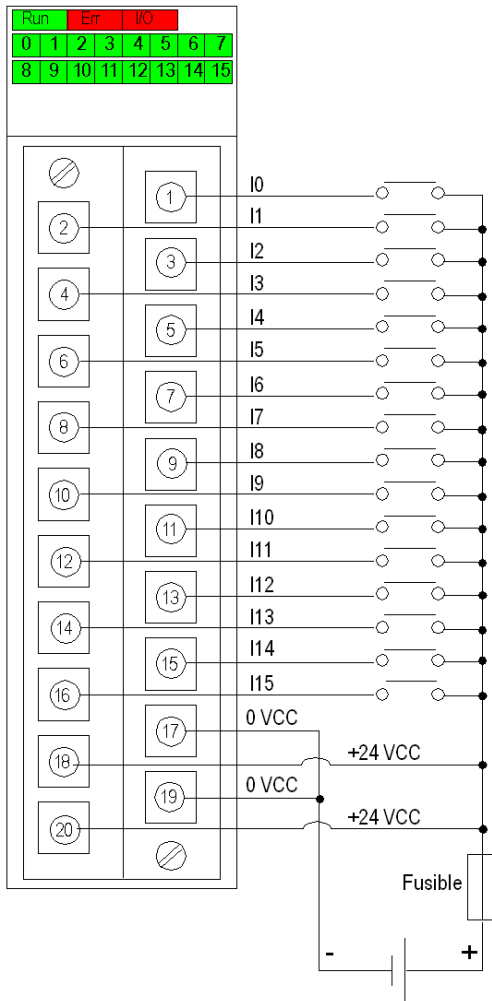 Run Err I/O
0 1 2 3 4 5 6 7
8 9 10 11 12 13 14 15
1 I0
2 I1
3 I2
4 I3
5 I4
6 I5
7 I6
8 I7
9 I8
10 I9
11 I10
12 I11
13 I12
14 I13
15 I14
16 I15
17 0 VCC
18 +24 VCC
19 0 VCC
20 +24 VCC
Fusible
- +